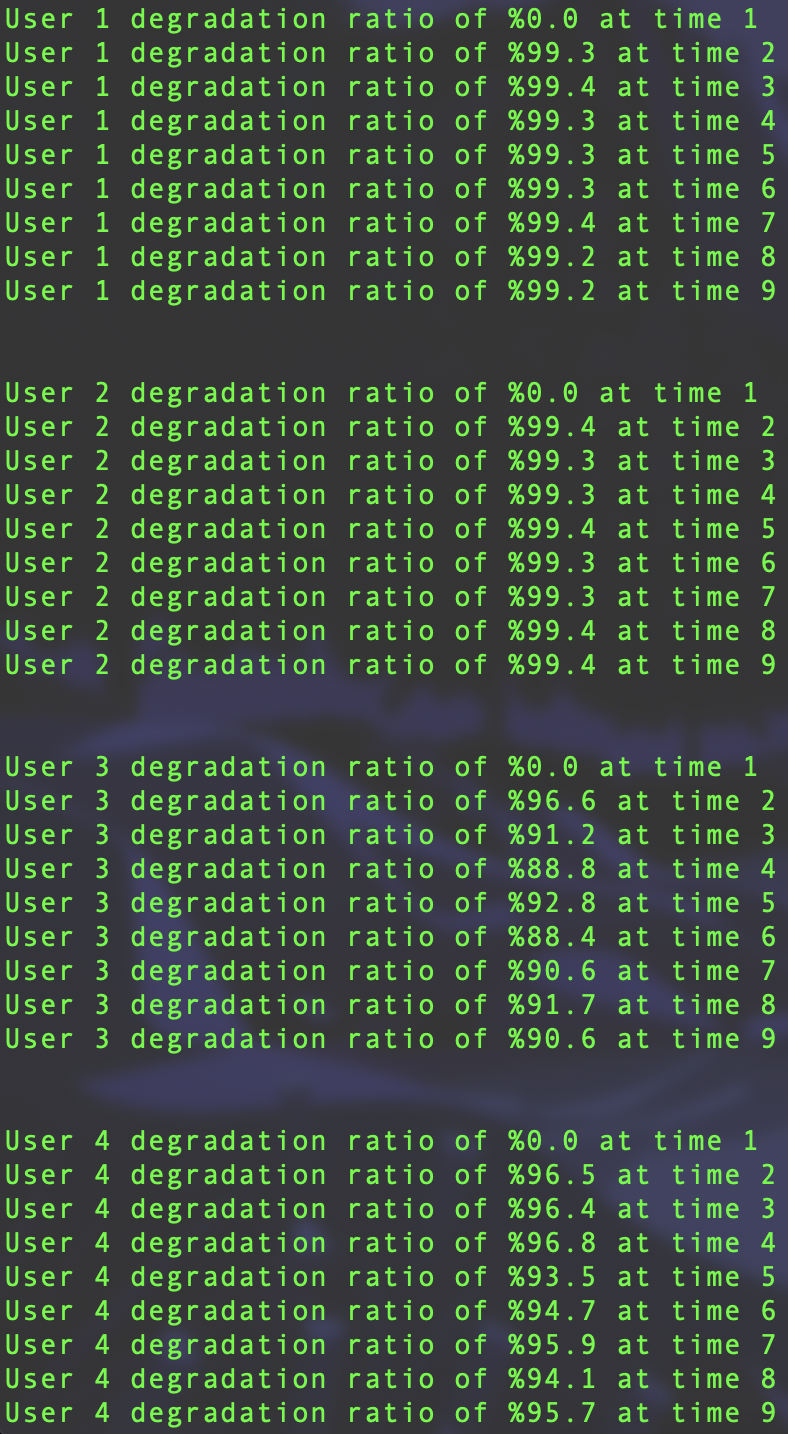 User 1 degradation ratio of %0.0 at time 1
User 1 degradation ratio of %99.3 at time 2
User 1 degradation ratio of %99.4 at time 3
User 1 degradation ratio of %99.3 at time 4
User 1 degradation ratio of %99.3 at time 5
User 1 degradation ratio of %99.3 at time 6
User 1 degradation ratio of %99.4 at time 7
User 1 degradation ratio of %99.2 at time 8
User 1 degradation ratio of %99.2 at time 9
User 2 degradation ratio of %0.0 at time 1
User 2 degradation ratio of %99.4 at time 2
User 2 degradation ratio of %99.3 at time 3
User 2 degradation ratio of %99.3 at time 4
User 2 degradation ratio of %99.4 at time 5
User 2 degradation ratio of %99.3 at time 6
User 2 degradation ratio of %99.3 at time 7
User 2 degradation ratio of %99.4 at time 8
User 2 degradation ratio of %99.4 at time 9
User 3 degradation ratio of %0.0 at time 1
User 3 degradation ratio of %96.6 at time 2
User 3 degradation ratio of %91.2 at time 3
User 3 degradation ratio of %88.8 at time 4
User 3 degradation ratio of %92.8 at time 5
User 3 degradation ratio of %88.4 at time 6
User 3 degradation ratio of %90.6 at time 7
User 3 degradation ratio of %91.7 at time 8
User 3 degradation ratio of %90.6 at time 9
User 4 degradation ratio of %0.0 at time 1
User 4 degradation ratio of %96.5 at time 2
User 4 degradation ratio of %96.4 at time 3
User 4 degradation ratio of %96.8 at time 4
User 4 degradation ratio of %93.5 at time 5
User 4 degradation ratio of %94.7 at time 6
User 4 degradation ratio of %95.9 at time 7
User 4 degradation ratio of %94.1 at time 8
User 4 degradation ratio of %95.7 at time 9